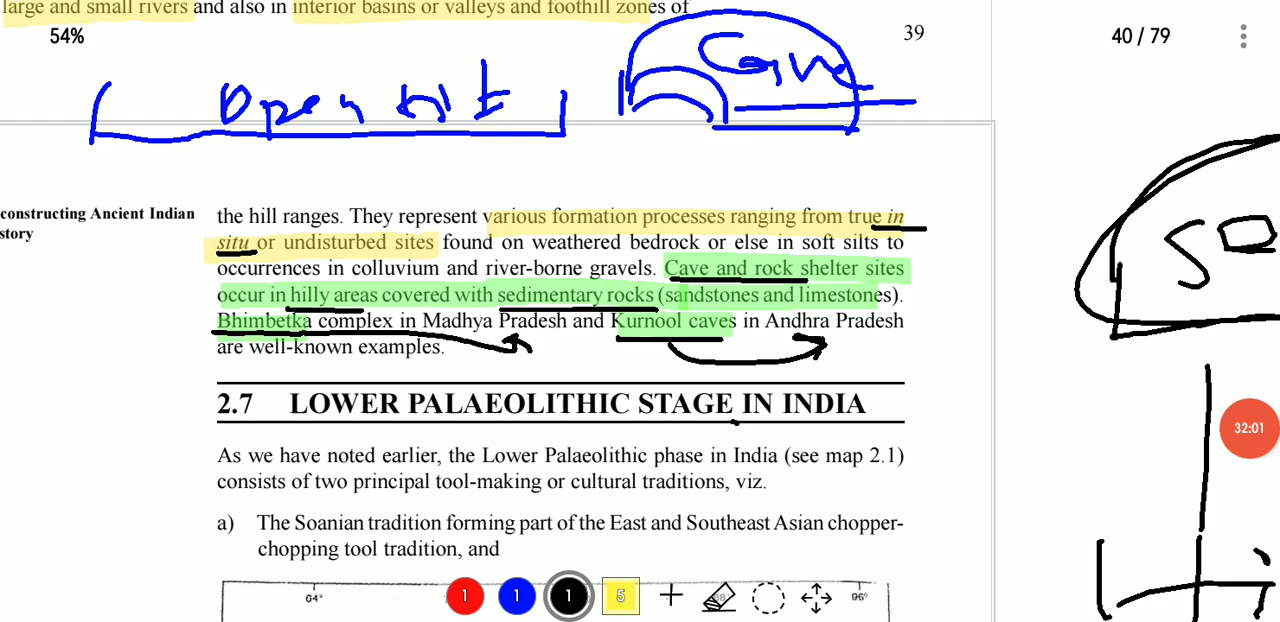 large and small rivers and also in interior basins or valleys and foothill zones of
54%
39
40 / 79
Open sit
Cave
constructing Ancient Indian
story
the hill ranges. They represent various formation processes ranging from true in
situ or undisturbed sites found on weathered bedrock or else in soft silts to
occurrences in colluvium and river-borne gravels. Cave and rock shelter sites
occur in hilly areas covered with sedimentary rocks (sandstones and limestones).
Bhimbetka complex in Madhya Pradesh and Kurnool caves in Andhra Pradesh
are well-known examples.
32:01
2.7 LOWER PALAEOLITHIC STAGE IN INDIA
As we have noted earlier, the Lower Palaeolithic phase in India (see map 2.1)
consists of two principal tool-making or cultural traditions, viz.
a) The Soanian tradition forming part of the East and Southeast Asian chopper-
chopping tool tradition, and
64°
1
1
1
5
96°